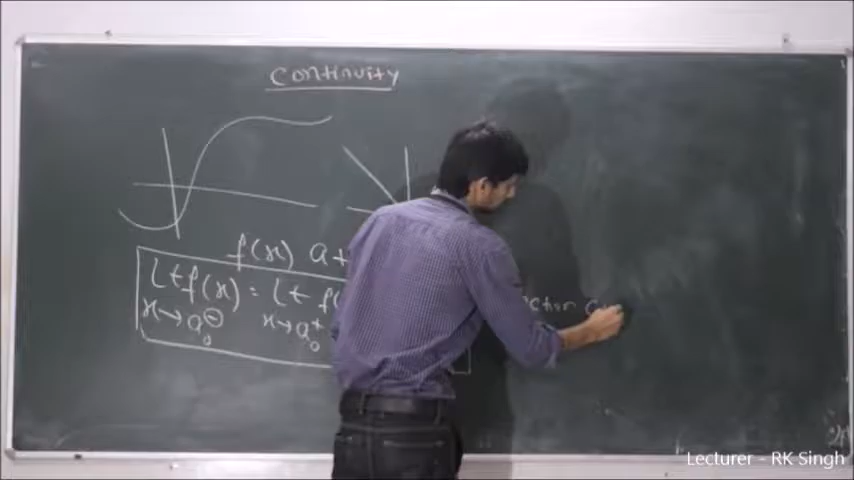 Continuity
f(x) at
Lt f(x) = Lt f(
x→a⁻ x→a⁺
Lecturer - RK Singh